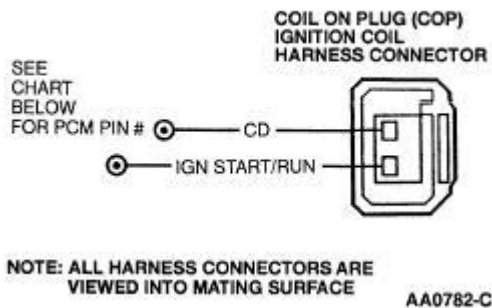 COIL ON PLUG (COP)
IGNITION COIL
HARNESS CONNECTOR
SEE
CHART
BELOW
FOR PCM PIN #
CD
IGN START/RUN
NOTE: ALL HARNESS CONNECTORS ARE
VIEWED INTO MATING SURFACE
AA0782-C